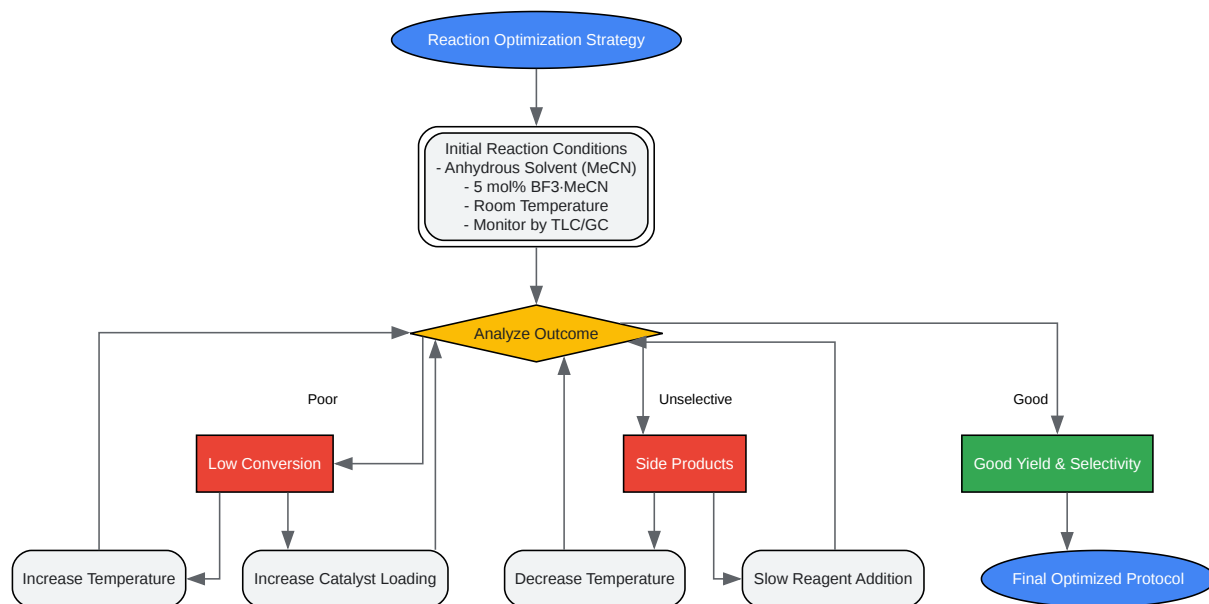 Reaction Optimization Strategy
Initial Reaction Conditions
- Anhydrous Solvent (MeCN)
- 5 mol% BF3·MeCN
- Room Temperature
- Monitor by TLC/GC
Analyze Outcome
Poor
Unselective
Good
Low Conversion
Side Products
Good Yield & Selectivity
Increase Temperature
Increase Catalyst Loading
Decrease Temperature
Slow Reagent Addition
Final Optimized Protocol